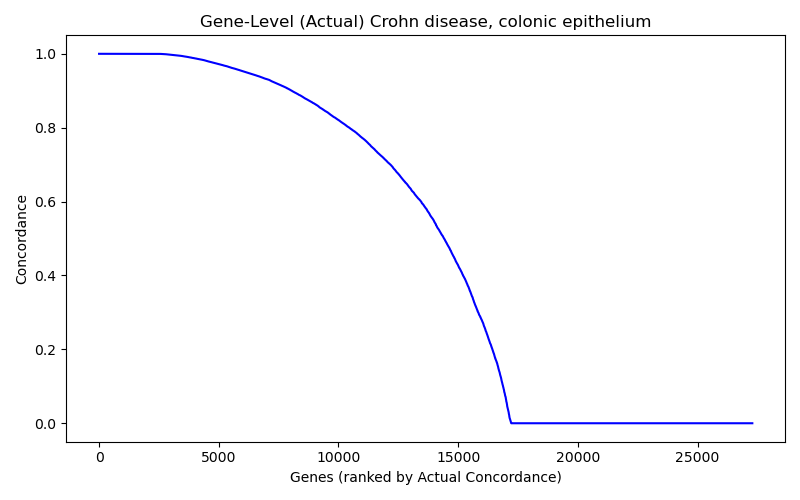 Gene-Level (Actual) Crohn disease, colonic epithelium
1.0
0.8
0.6
0.4
0.2
0.0
Concordance
0 5000 10000 15000 20000 25000
Genes (ranked by Actual Concordance)